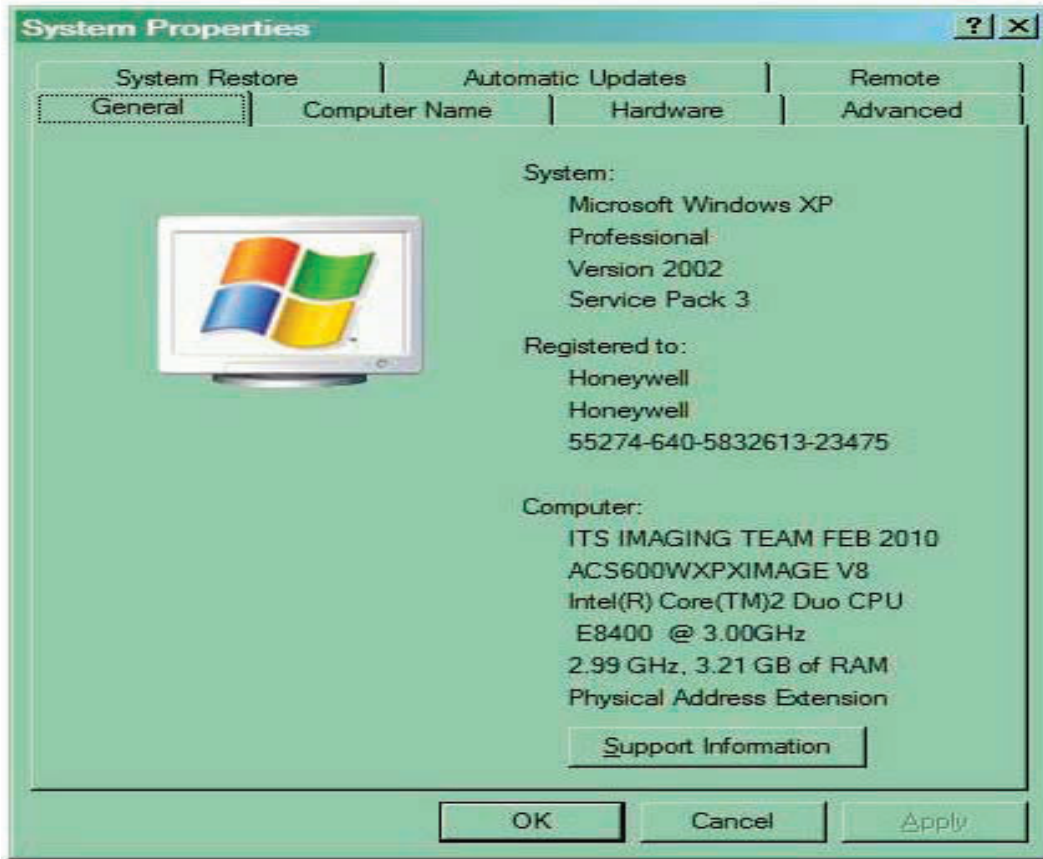 System Properties
System Restore Automatic Updates Remote
General Computer Name Hardware Advanced
System:
Microsoft Windows XP
Professional
Version 2002
Service Pack 3
Registered to:
Honeywell
Honeywell
55274-640-5832613-23475
Computer:
ITS IMAGING TEAM FEB 2010
ACS600WXPXIMAGE V8
Intel(R) Core(TM)2 Duo CPU
E8400 @ 3.00GHz
2.99 GHz, 3.21 GB of RAM
Physical Address Extension
Support Information
OK Cancel Apply